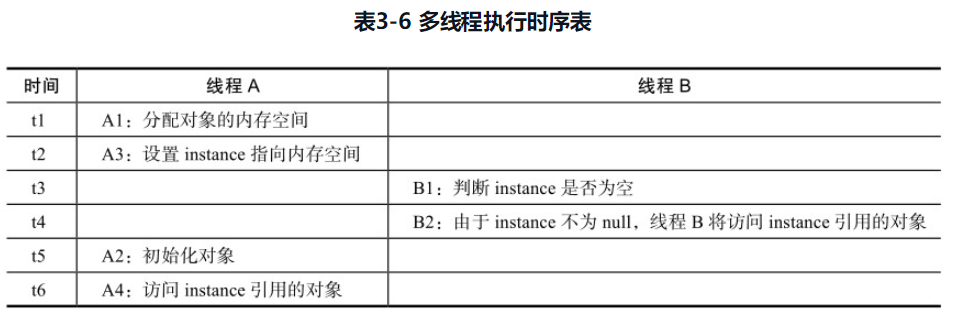 表3-6 多线程执行时序表
时间 线程 A 线程 B
t1 A1：分配对象的内存空间
t2 A3：设置 instance 指向内存空间
t3 B1：判断 instance 是否为空
t4 B2：由于 instance 不为 null，线程 B 将访问 instance 引用的对象
t5 A2：初始化对象
t6 A4：访问 instance 引用的对象